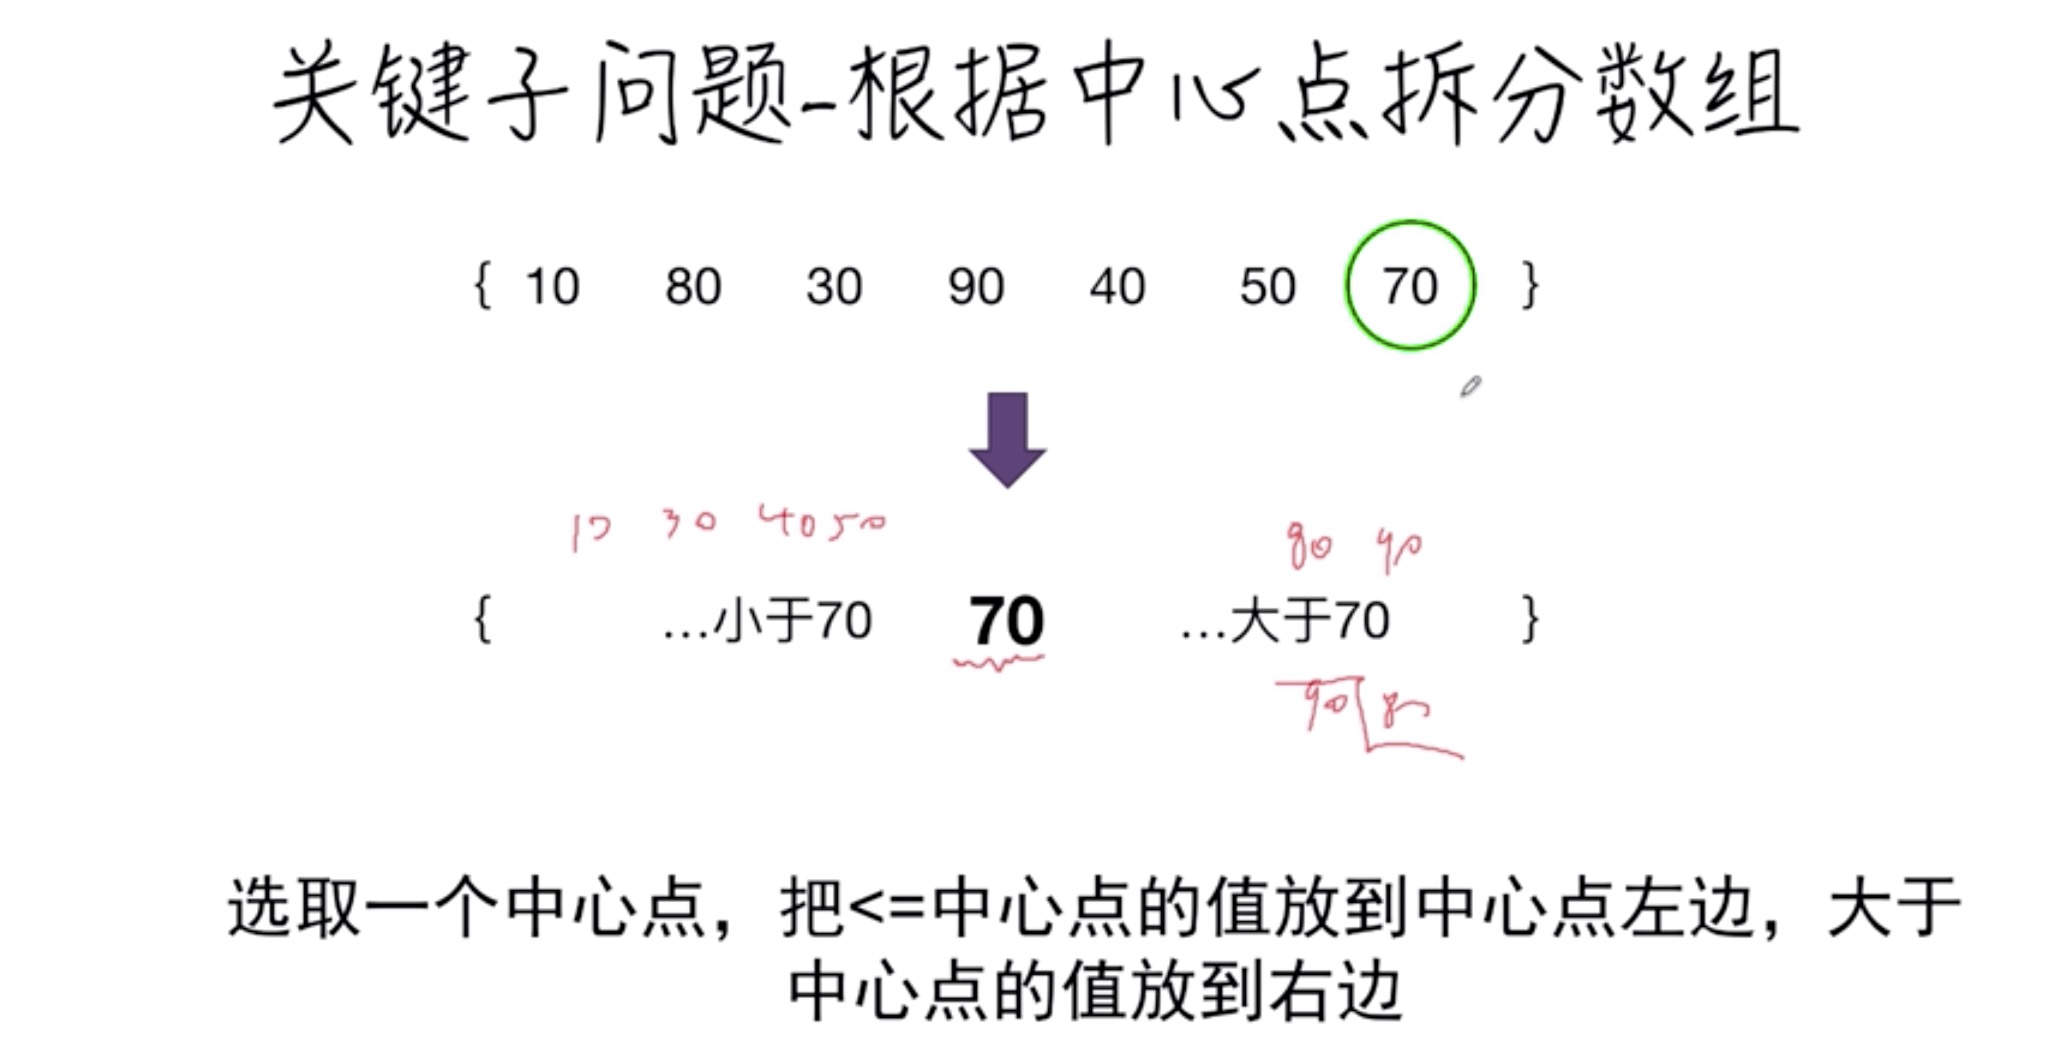 关键子问题-根据中心点拆分数组
{ 10 80 30 90 40 50 70 }
10 30 40 50 80 90
{ ...小于70 70 ...大于70 }
90 80
选取一个中心点，把<=中心点的值放到中心点左边，大于
中心点的值放到右边